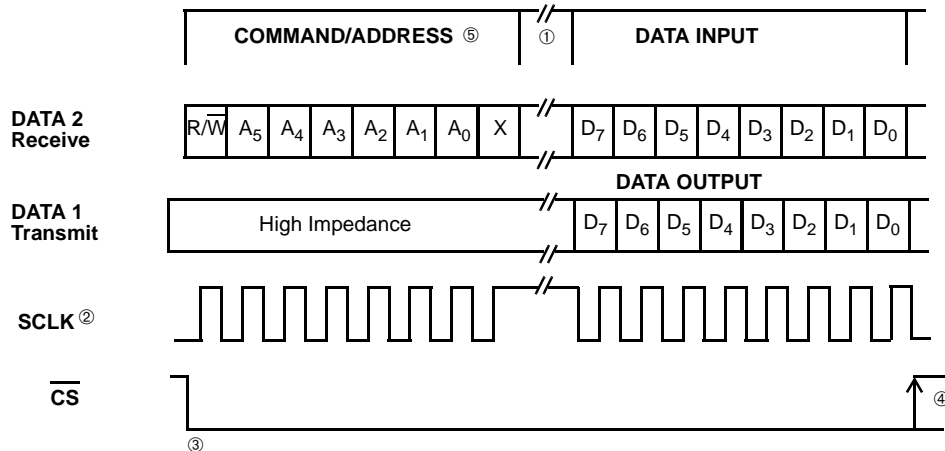 COMMAND/ADDRESS ⑤ ① DATA INPUT
DATA 2
Receive
R/W̅ A5 A4 A3 A2 A1 A0 X D7 D6 D5 D4 D3 D2 D1 D0
DATA OUTPUT
DATA 1
Transmit
High Impedance D7 D6 D5 D4 D3 D2 D1 D0
SCLK ②
C̅S̅
④
③